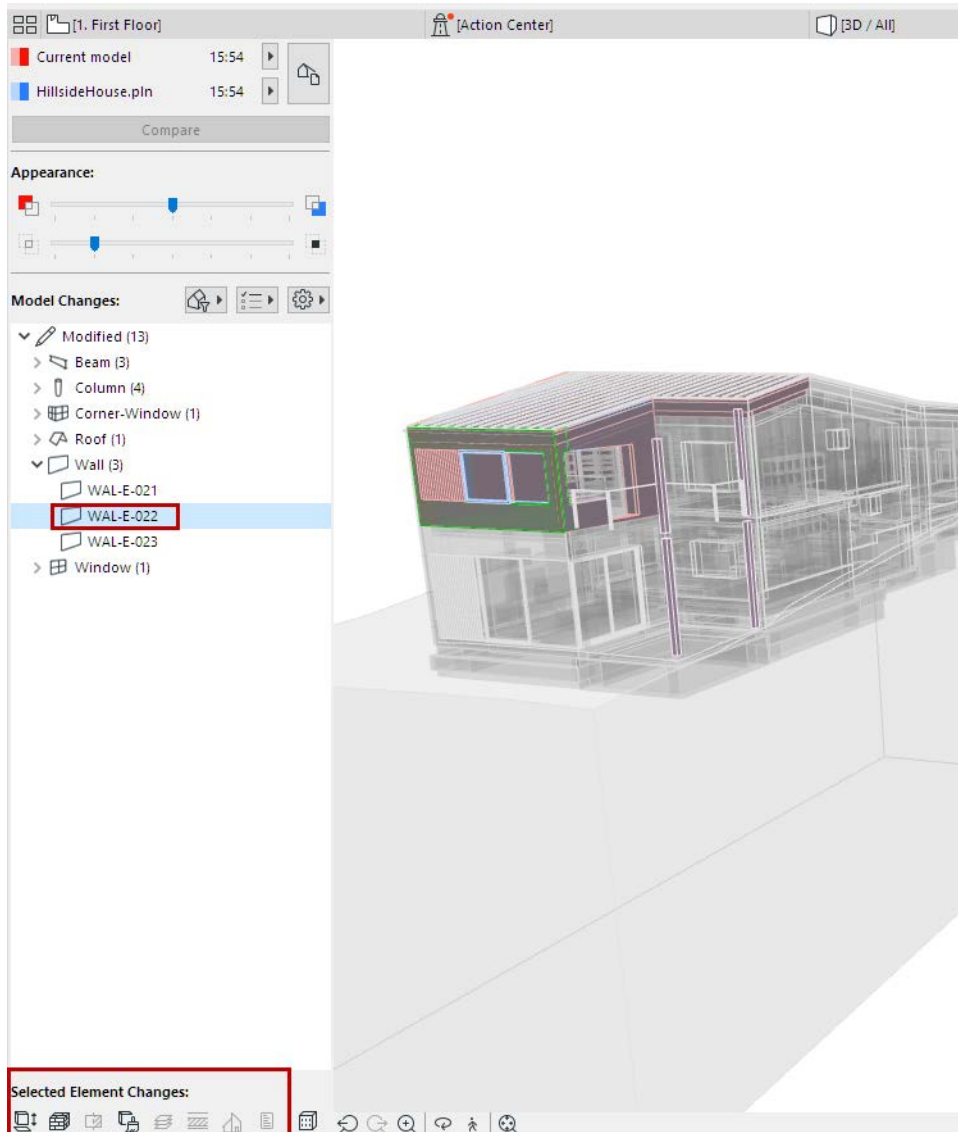 [1. First Floor] [Action Center] [3D / All]
Current model 15:54
HillsideHouse.pln 15:54
Compare
Appearance:
Model Changes:
Modified (13)
Beam (3)
Column (4)
Corner-Window (1)
Roof (1)
Wall (3)
WAL-E-021
WAL-E-022
WAL-E-023
Window (1)
Selected Element Changes: